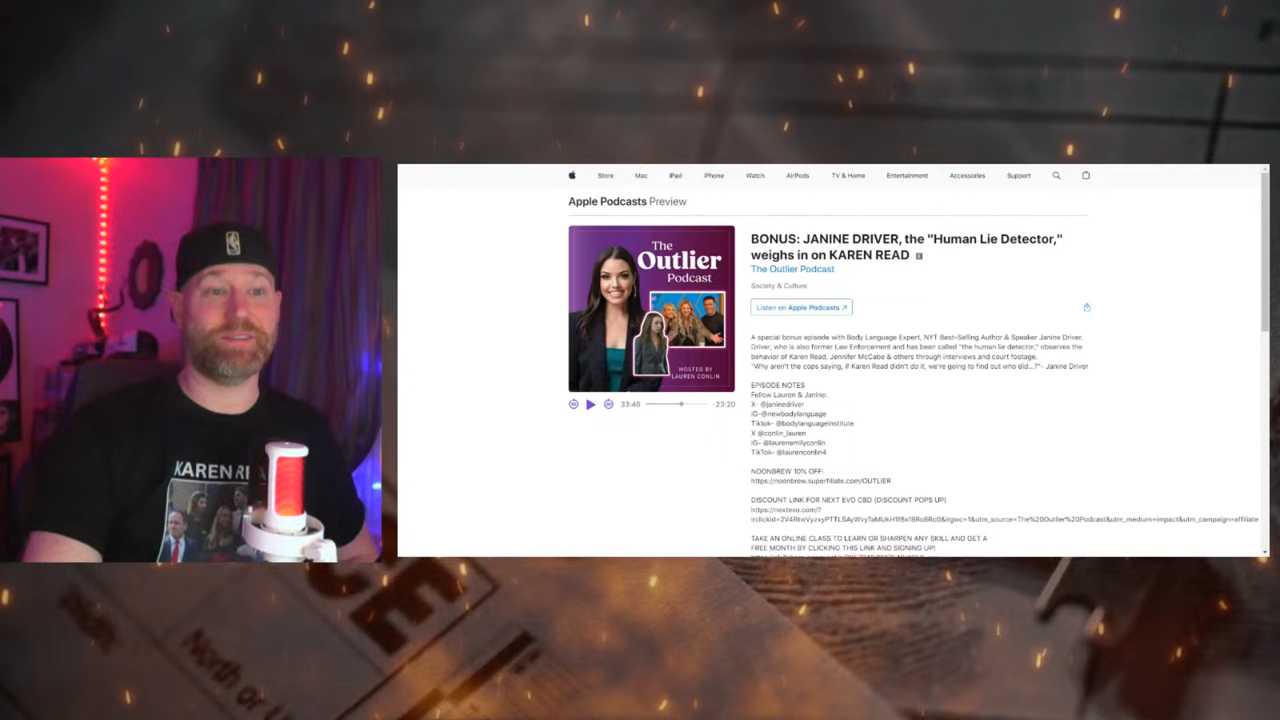 Store
Mac
iPad
iPhone
Watch
AirPods
TV & Home
Entertainment
Accessories
Support
Apple Podcasts Preview
The
Outlier
Podcast
HOSTED BY
LAUREN CONLIN
33:46
-23:20
BONUS: JANINE DRIVER, the "Human Lie Detector,"
weighs in on KAREN READ
The Outlier Podcast
Society & Culture
Listen on Apple Podcasts ↗
A special bonus episode with Body Language Expert, NYT Best-Selling Author & Speaker Janine Driver.
Driver, who is also former Law Enforcement and has been called "the human lie detector," observes the
behavior of Karen Read, Jennifer McCabe & others through interviews and court footage.
"Why aren't the cops saying, if Karen Read didn't do it, we're going to find out who did...?"- Janine Driver
EPISODE NOTES
Follow Lauren & Janine:
X- @janinedriver
IG-@newbodylanguage
Tiktok- @bodylanguageinstitute
X @conlin_lauren
IG- @laurenemilyconlin
TikTok- @laurenconlin4
NOONBREW 10% OFF:
https://noonbrew.superfiliate.com/OUTLIER
DISCOUNT LINK FOR NEXT EVO CBD (DISCOUNT POPS UP)
https://nextevo.com/?
TAKE AN ONLINE CLASS TO LEARN OR SHARPEN ANY SKILL AND GET A
FREE MONTH BY CLICKING THIS LINK AND SIGNING UP!
KAREN
North or